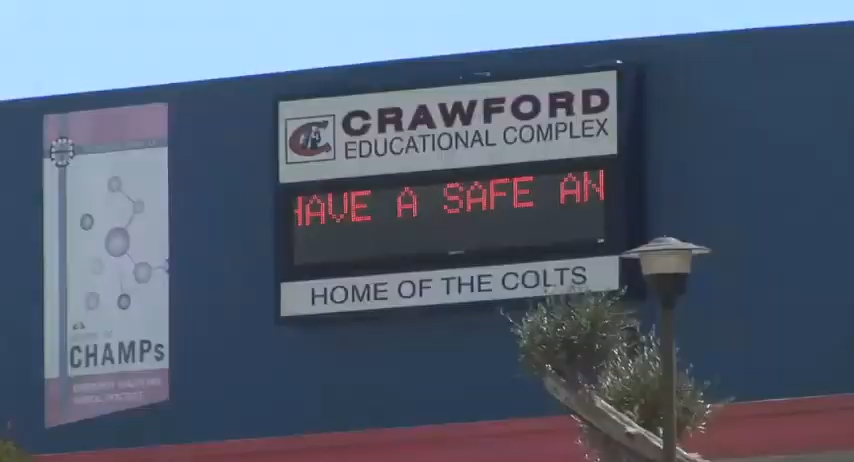 CRAWFORD
EDUCATIONAL COMPLEX
HAVE A SAFE AN
HOME OF THE COLTS
CHAMPs